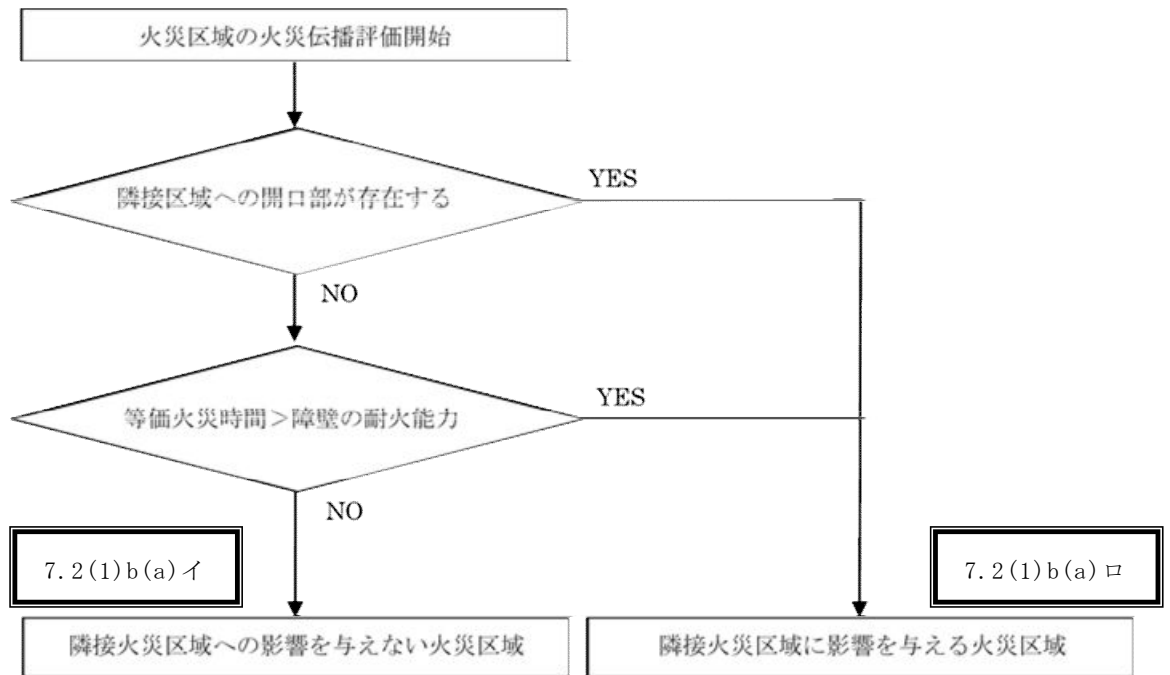 火災区域の火災伝播評価開始
隣接区域への開口部が存在する
YES
NO
等価火災時間＞障壁の耐火能力
YES
NO
7.2(1)b(a)イ
7.2(1)b(a)ロ
隣接火災区域への影響を与えない火災区域
隣接火災区域に影響を与える火災区域